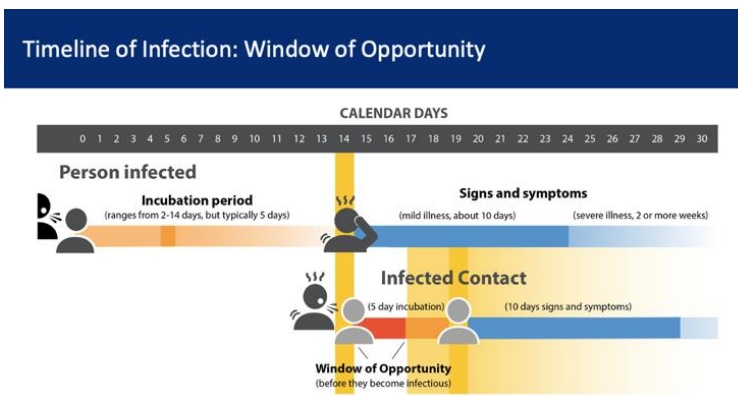 Timeline of Infection: Window of Opportunity
CALENDAR DAYS
0 1 2 3 4 5 6 7 8 9 10 11 12 13 14 15 16 17 18 19 20 21 22 23 24 25 26 27 28 29 30
Person infected
Incubation period
(ranges from 2-14 days, but typically 5 days)
Signs and symptoms
(mild illness, about 10 days)
(severe illness, 2 or more weeks)
Infected Contact
(5 day incubation)
(10 days signs and symptoms)
Window of Opportunity
(before they become infectious)